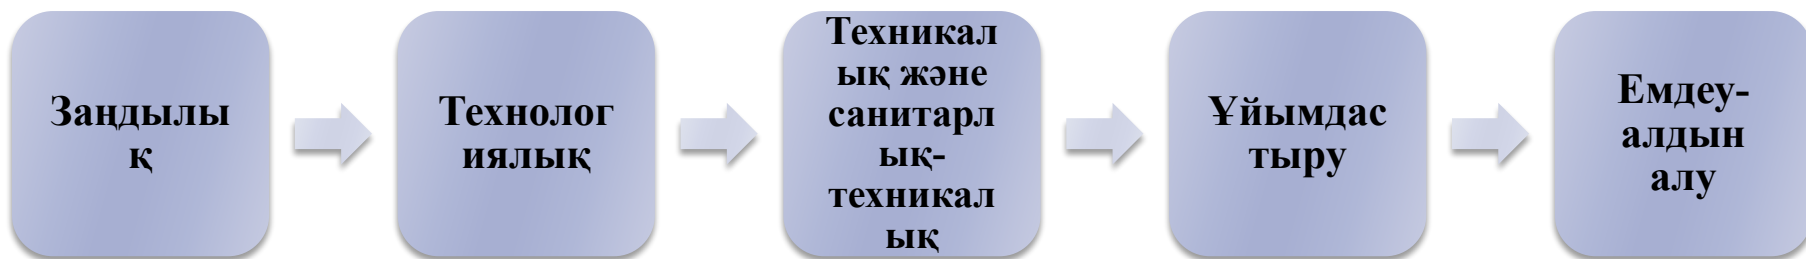 Заңдылы
қ
Технолог
иялық
Техникал
ық және
санитарл
ық-
техникал
ық
Ұйымдас
тыру
Емдеу-
алдын
алу